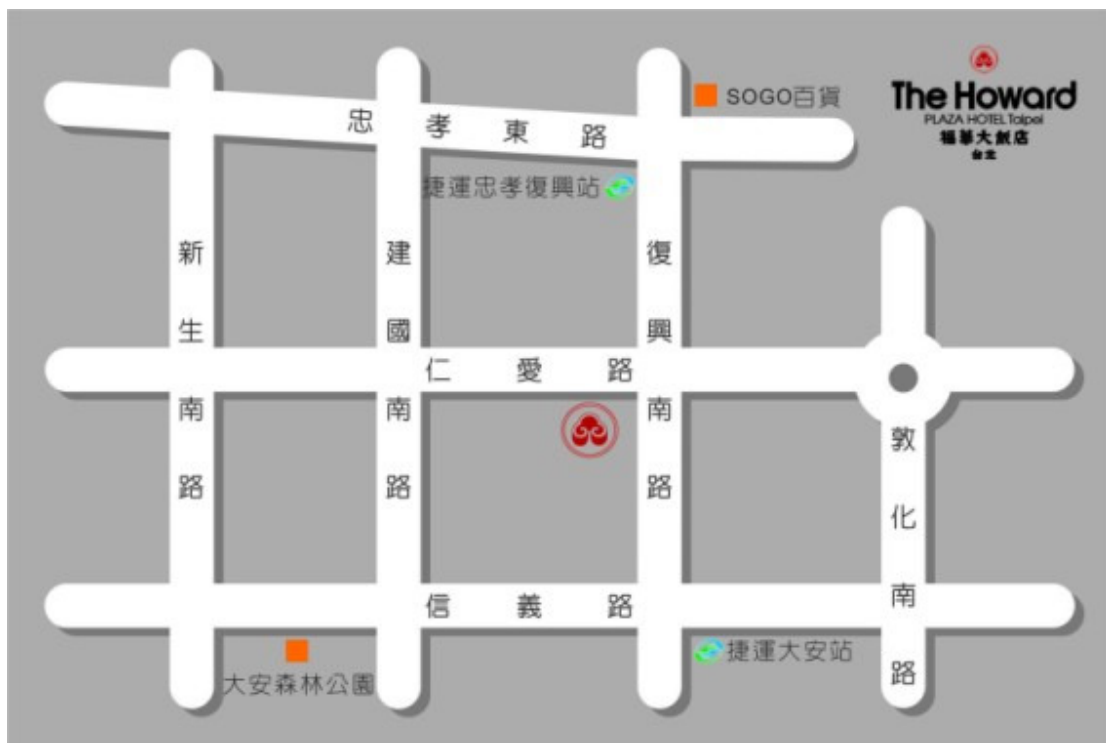 SOGO百貨
The Howard
PLAZA HOTEL Taipei
福華大飯店
台北
忠孝東路
捷運忠孝復興站
新生南路
建國南路
復興南路
仁愛路
敦化南路
信義路
大安森林公園
捷運大安站